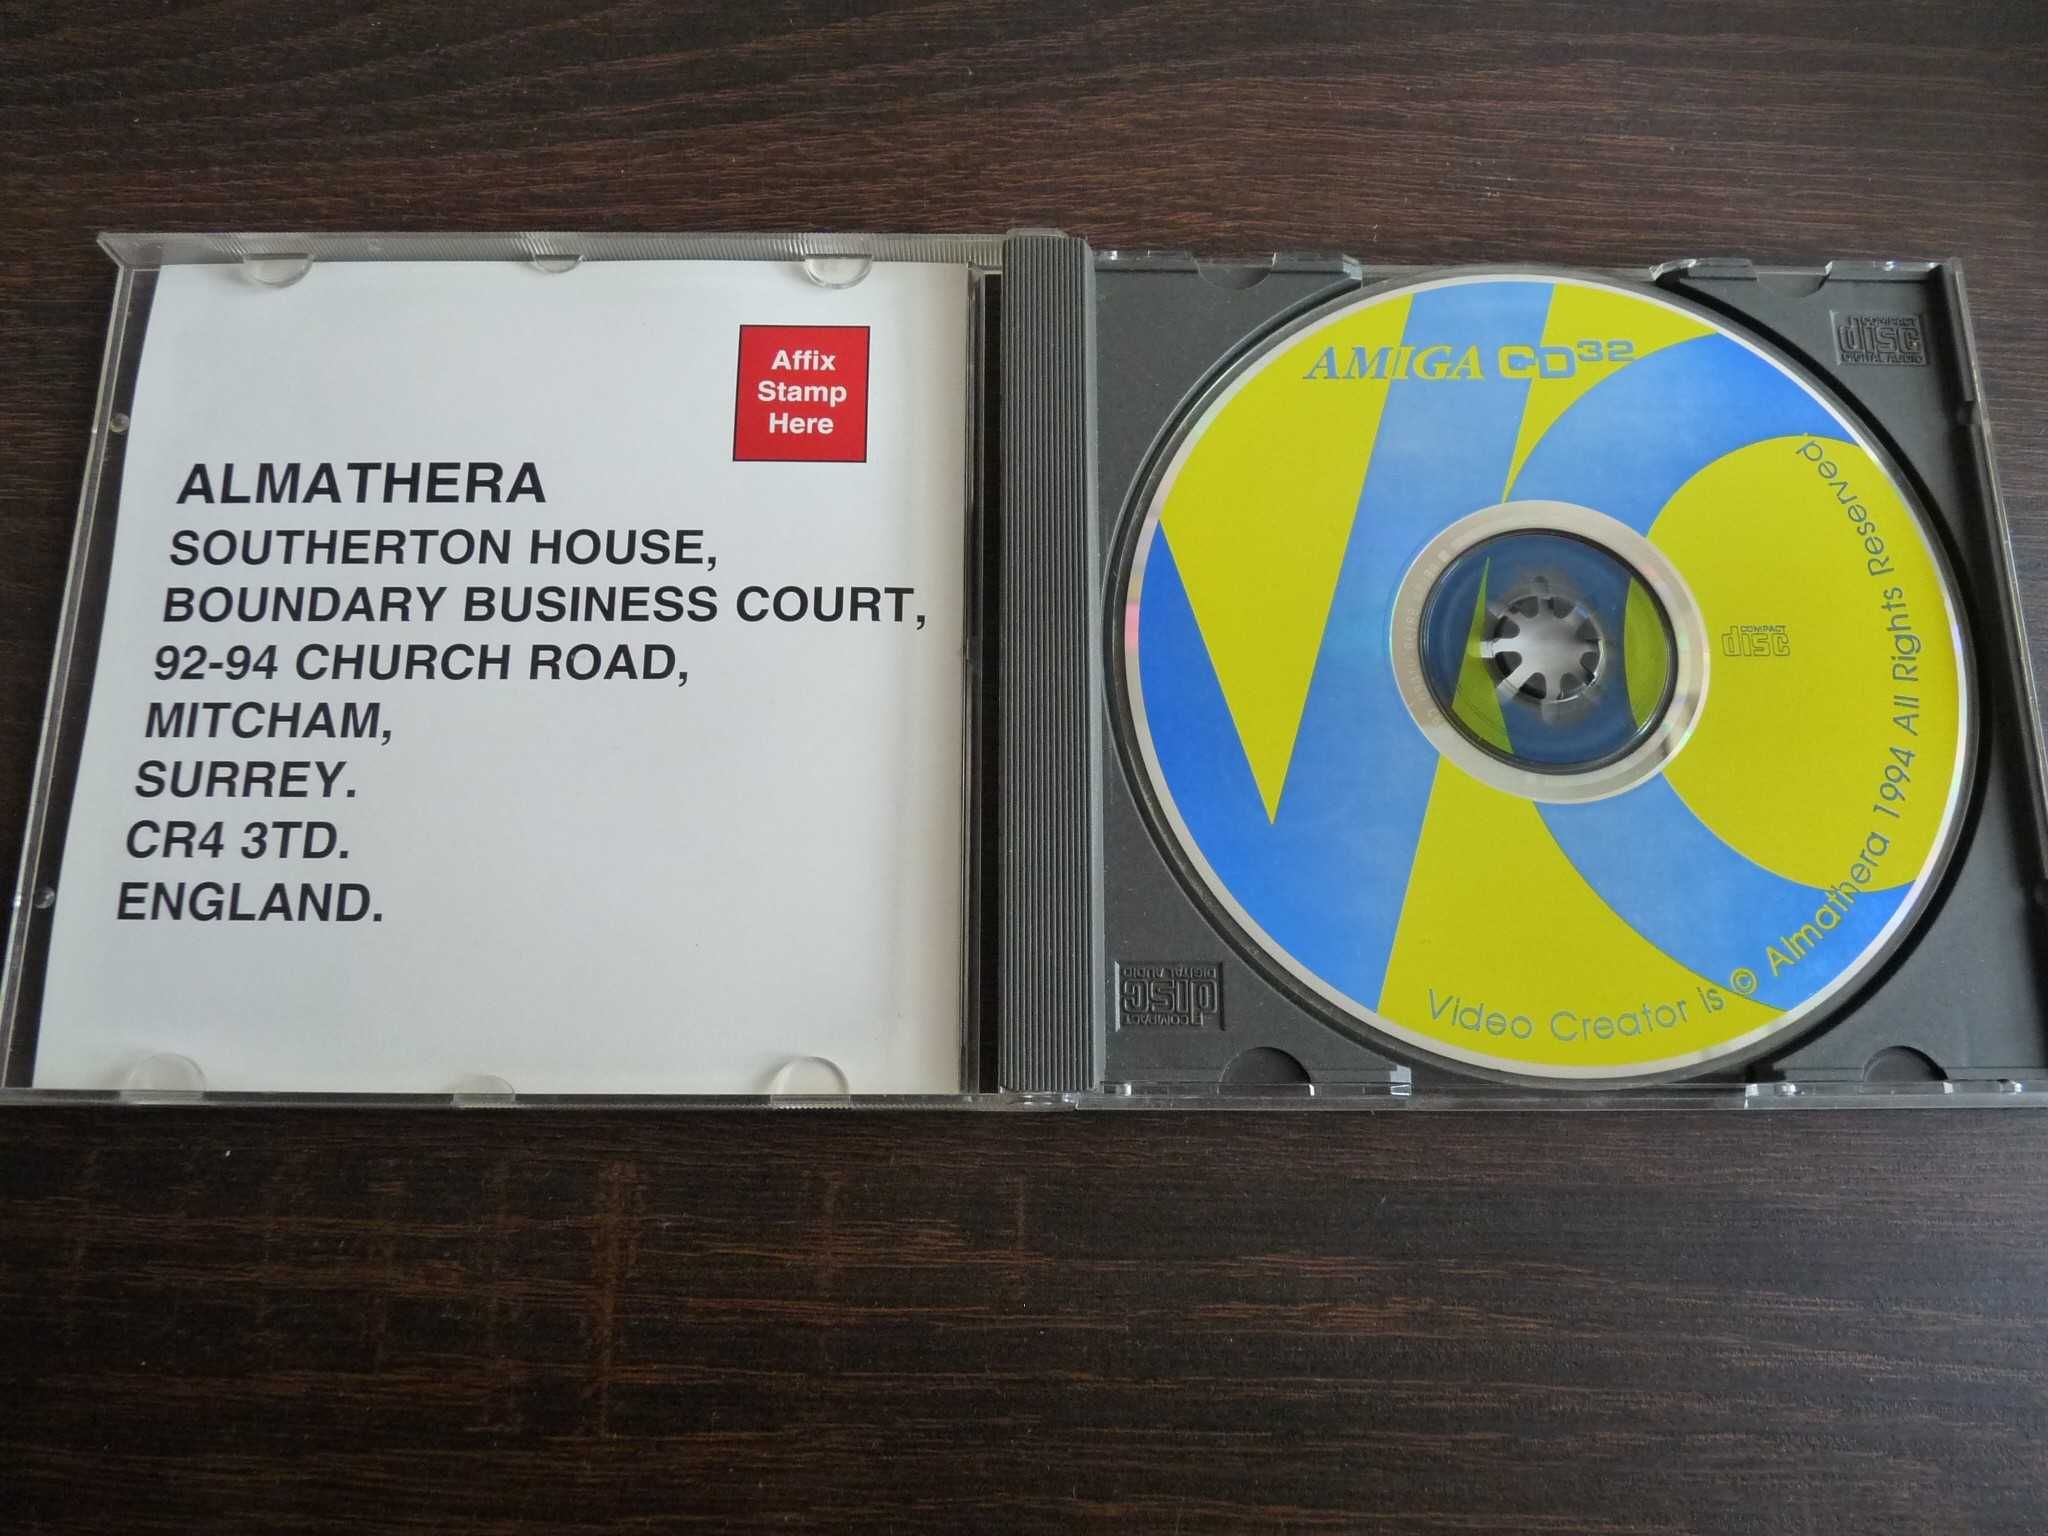 Affix
Stamp
Here
ALMATHERA
SOUTHERTON HOUSE,
BOUNDARY BUSINESS COURT,
92-94 CHURCH ROAD,
MITCHAM,
SURREY.
CR4 3TD.
ENGLAND.
AMIGA CD32
COMPACT
disc
Video Creator is © Almathera 1994 All Rights Reserved.
COMPACT
disc
DIGITAL AUDIO
COMPACT
disc
DIGITAL AUDIO